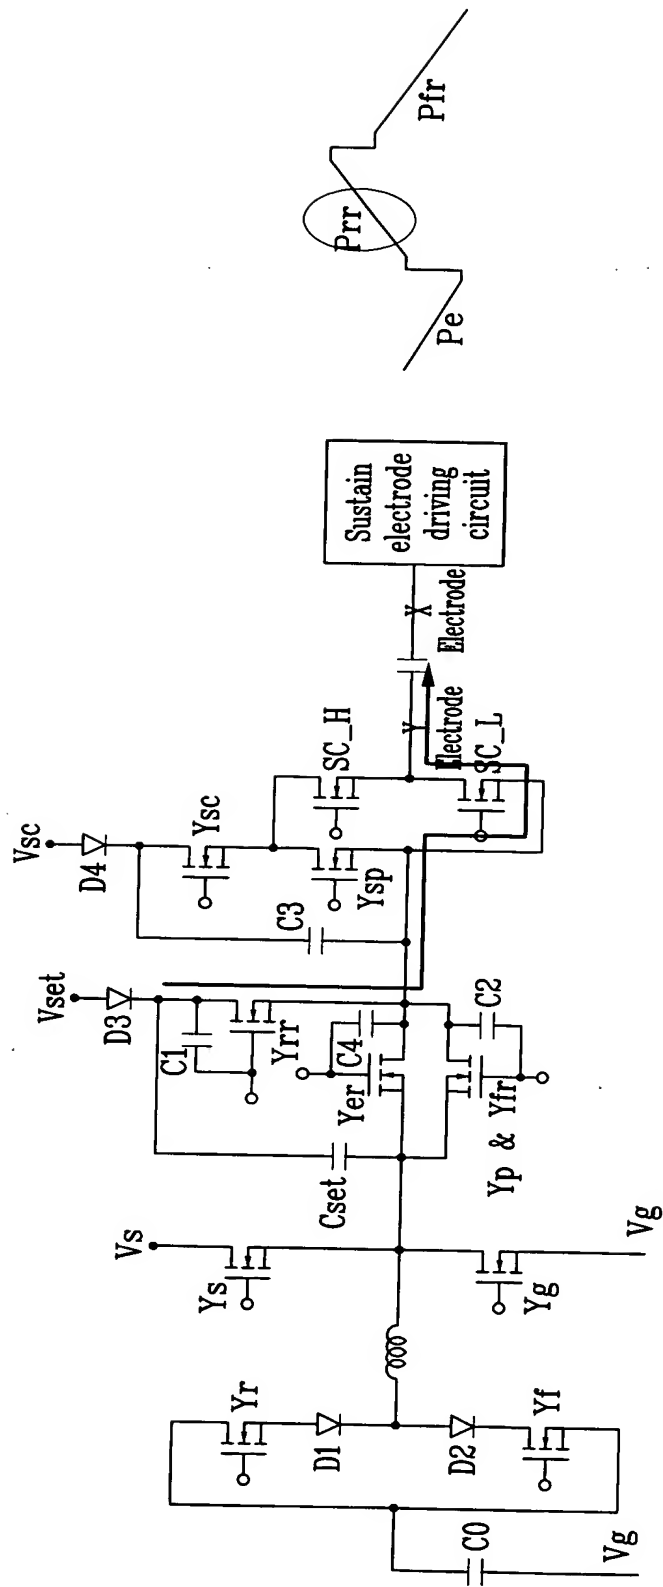 Vsc
D4
Ysc
SC_H
Ysp
C3
Y
Electrode
SC_L
X
Electrode
Sustain
electrode
driving
circuit
Vset
D3
C1
Yrr
C4
Yer
C2
Yp & Yfr
Cset
Vs
Ys
Yg
Vg
Yr
D1
D2
Yf
C0
Vg
Pe
Prr
Pfr